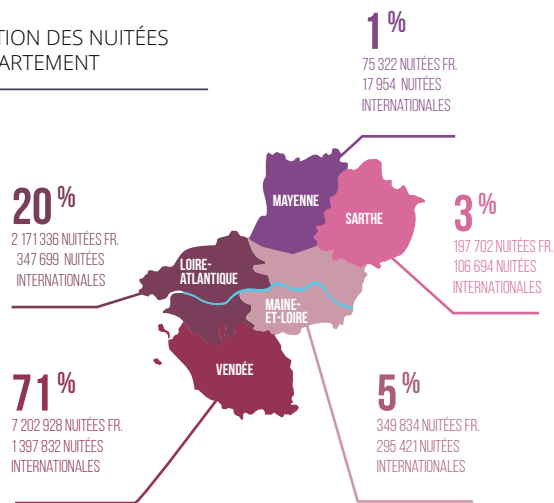 TION DES NUITÉES
ARTEMENT
1 %
75 322 NUITÉES FR.
17 954 NUITÉES
INTERNATIONALES
20 %
2 171 336 NUITÉES FR.
347 699 NUITÉES
INTERNATIONALES
3 %
197 702 NUITÉES FR.
106 694 NUITÉES
INTERNATIONALES
MAYENNE
SARTHE
LOIRE-
ATLANTIQUE
MAINE-
ET-LOIRE
VENDÉE
71 %
7 202 928 NUITÉES FR.
1 397 832 NUITÉES
INTERNATIONALES
5 %
349 834 NUITÉES FR.
295 421 NUITÉES
INTERNATIONALES